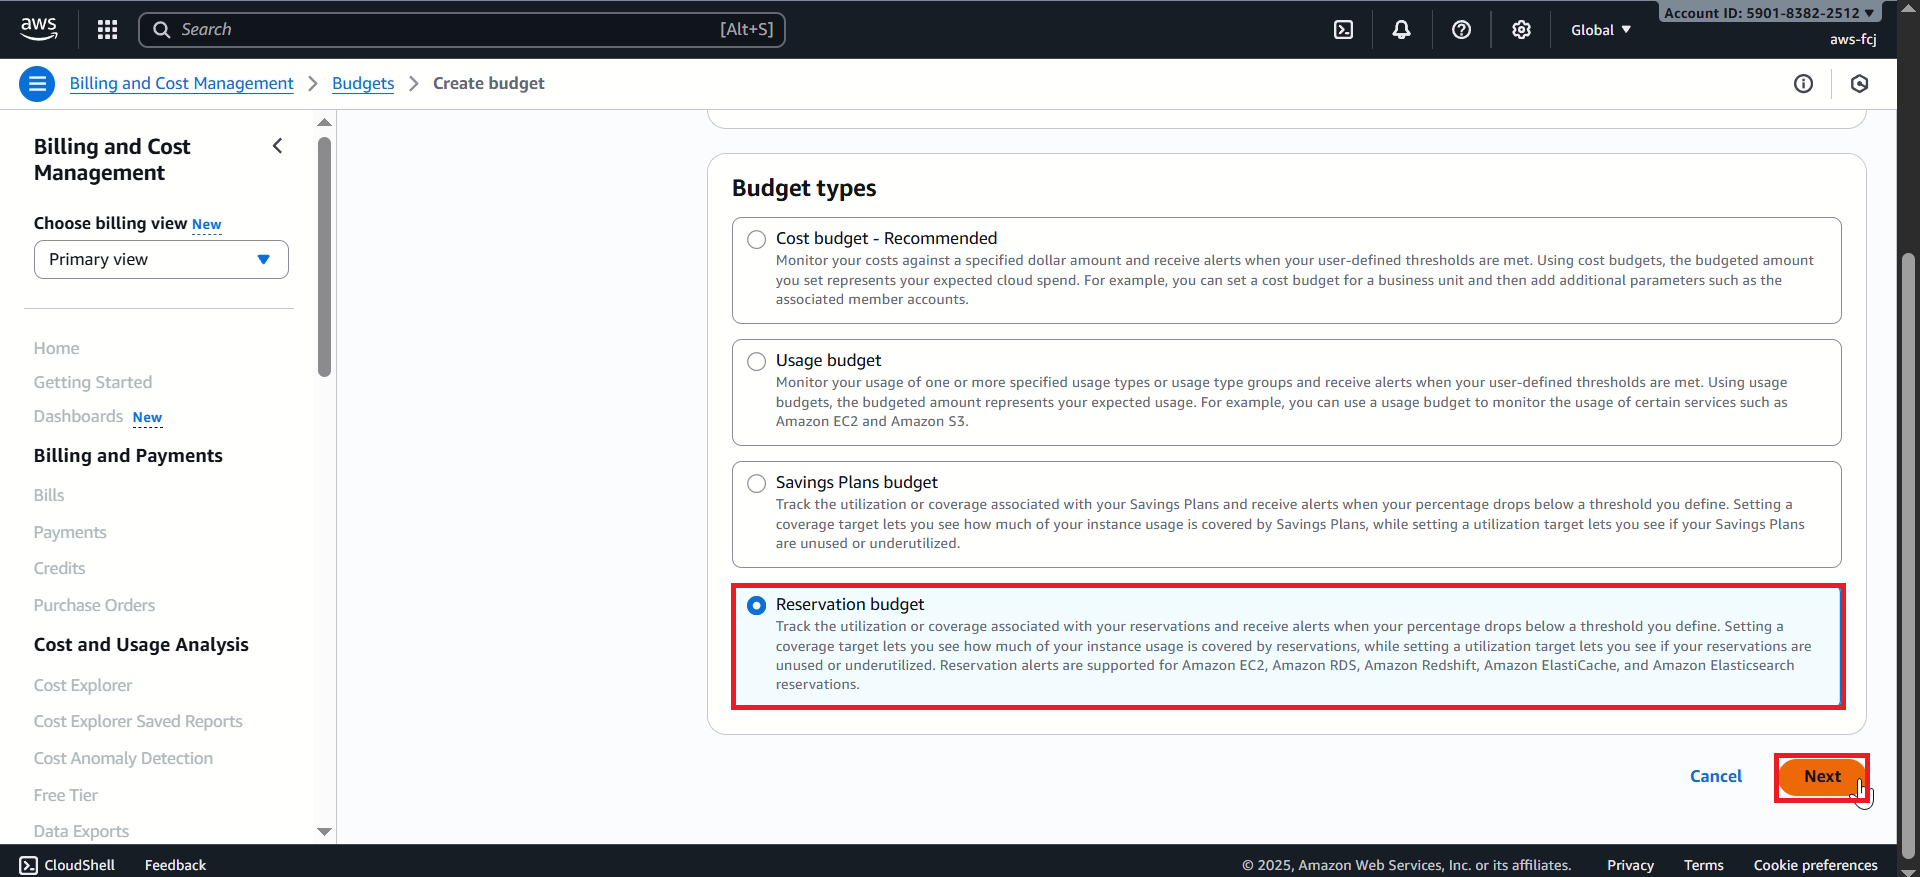 aws
Search
[Alt+S]
Global
Account ID: 5901-8382-2512
aws-fcj
Billing and Cost Management
Budgets
Create budget
Billing and Cost
Management
Choose billing view New
Primary view
Home
Getting Started
Dashboards New
Billing and Payments
Bills
Payments
Credits
Purchase Orders
Cost and Usage Analysis
Cost Explorer
Cost Explorer Saved Reports
Cost Anomaly Detection
Free Tier
Data Exports
Budget types
Cost budget - Recommended
Monitor your costs against a specified dollar amount and receive alerts when your user-defined thresholds are met. Using cost budgets, the budgeted amount
you set represents your expected cloud spend. For example, you can set a cost budget for a business unit and then add additional parameters such as the
associated member accounts.
Usage budget
Monitor your usage of one or more specified usage types or usage type groups and receive alerts when your user-defined thresholds are met. Using usage
budgets, the budgeted amount represents your expected usage. For example, you can use a usage budget to monitor the usage of certain services such as
Amazon EC2 and Amazon S3.
Savings Plans budget
Track the utilization or coverage associated with your Savings Plans and receive alerts when your percentage drops below a threshold you define. Setting a
coverage target lets you see how much of your instance usage is covered by Savings Plans, while setting a utilization target lets you see if your Savings Plans
are unused or underutilized.
Reservation budget
Track the utilization or coverage associated with your reservations and receive alerts when your percentage drops below a threshold you define. Setting a
coverage target lets you see how much of your instance usage is covered by reservations, while setting a utilization target lets you see if your reservations are
unused or underutilized. Reservation alerts are supported for Amazon EC2, Amazon RDS, Amazon Redshift, Amazon ElastiCache, and Amazon Elasticsearch
reservations.
Cancel
Next
CloudShell
Feedback
© 2025, Amazon Web Services, Inc. or its affiliates.
Privacy
Terms
Cookie preferences